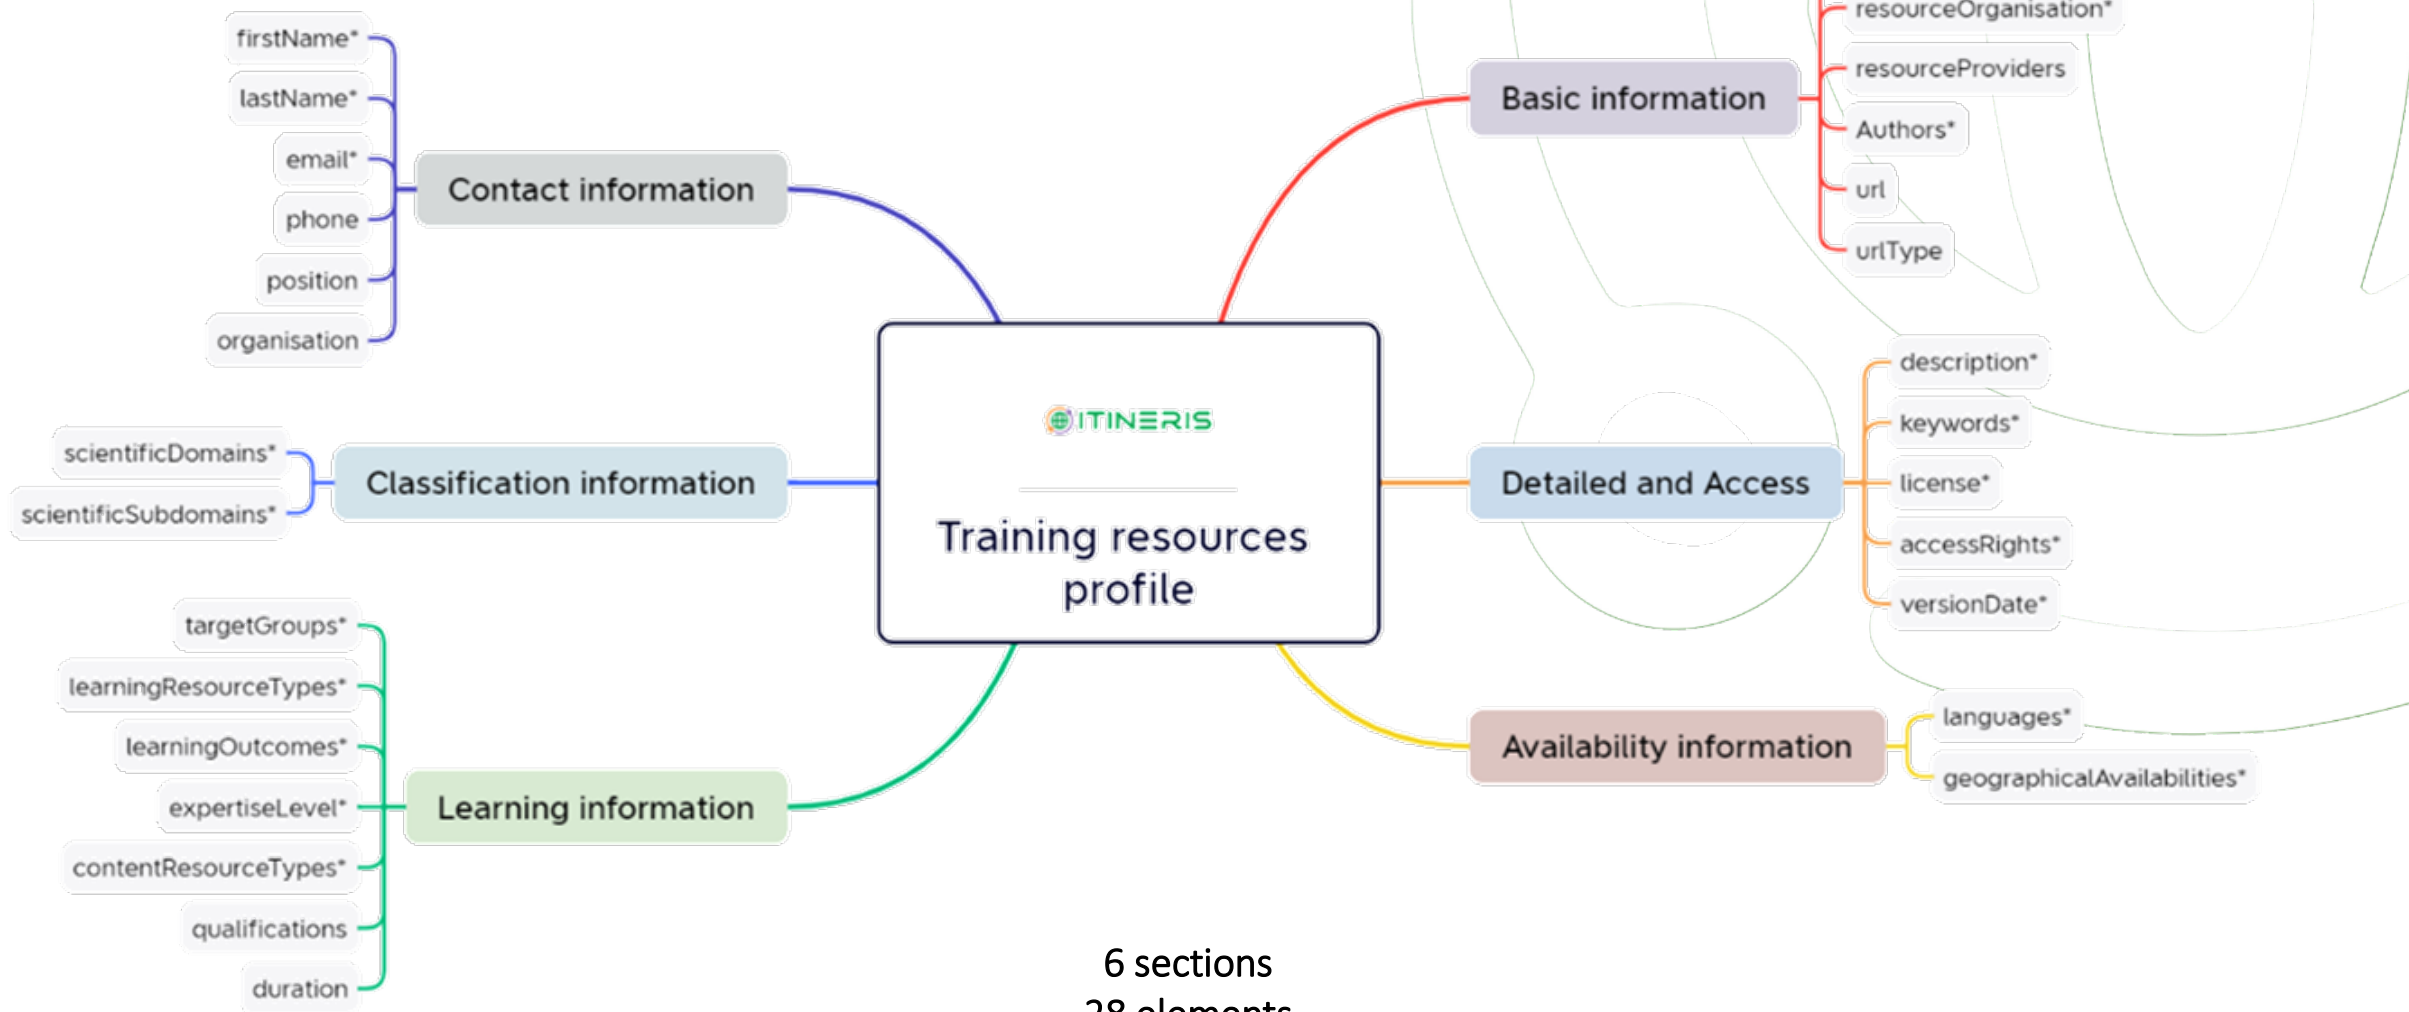 firstName*
lastName*
email*
phone
position
organisation
Contact information
scientificDomains*
scientificSubdomains*
Classification information
targetGroups*
learningResourceTypes*
learningOutcomes*
expertiseLevel*
contentResourceTypes*
qualifications
duration
Learning information
ITINERIS
Training resources
profile
Basic information
resourceOrganisation*
resourceProviders
Authors*
url
urlType
Detailed and Access
description*
keywords*
license*
accessRights*
versionDate*
Availability information
languages*
geographicalAvailabilities*
6 sections
28 elements